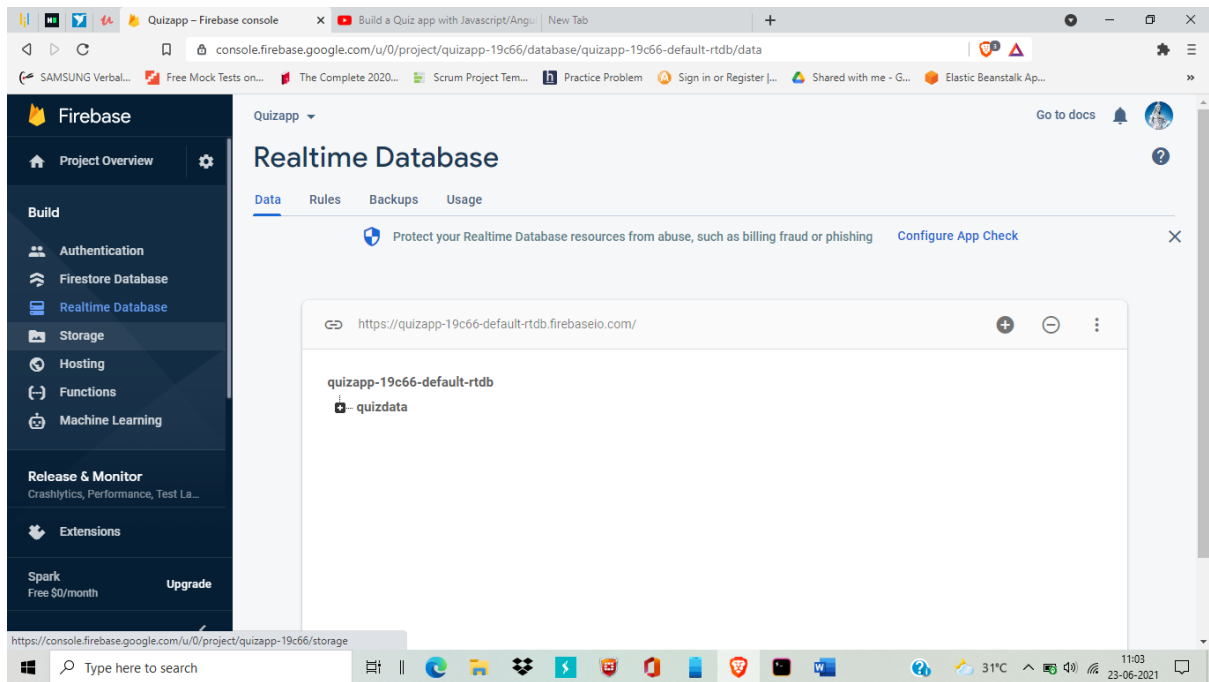 Quizapp – Firebase console
Build a Quiz app with Javascript/Angu
New Tab
console.firebase.google.com/u/0/project/quizapp-19c66/database/quizapp-19c66-default-rtdb/data
SAMSUNG Verbal...
Free Mock Tests on...
The Complete 2020...
Scrum Project Tem...
Practice Problem
Sign in or Register |...
Shared with me - G...
Elastic Beanstalk Ap...
Firebase
Quizapp
Go to docs
Project Overview
Realtime Database
Data Rules Backups Usage
Build
Protect your Realtime Database resources from abuse, such as billing fraud or phishing Configure App Check
Authentication
Firestore Database
Realtime Database
Storage
https://quizapp-19c66-default-rtdb.firebaseio.com/
Hosting
Functions
Machine Learning
quizapp-19c66-default-rtdb
quizdata
Release & Monitor
Crashlytics, Performance, Test La...
Extensions
Spark
Free $0/month
Upgrade
https://console.firebase.google.com/u/0/project/quizapp-19c66/storage
Type here to search
31°C
11:03
23-06-2021